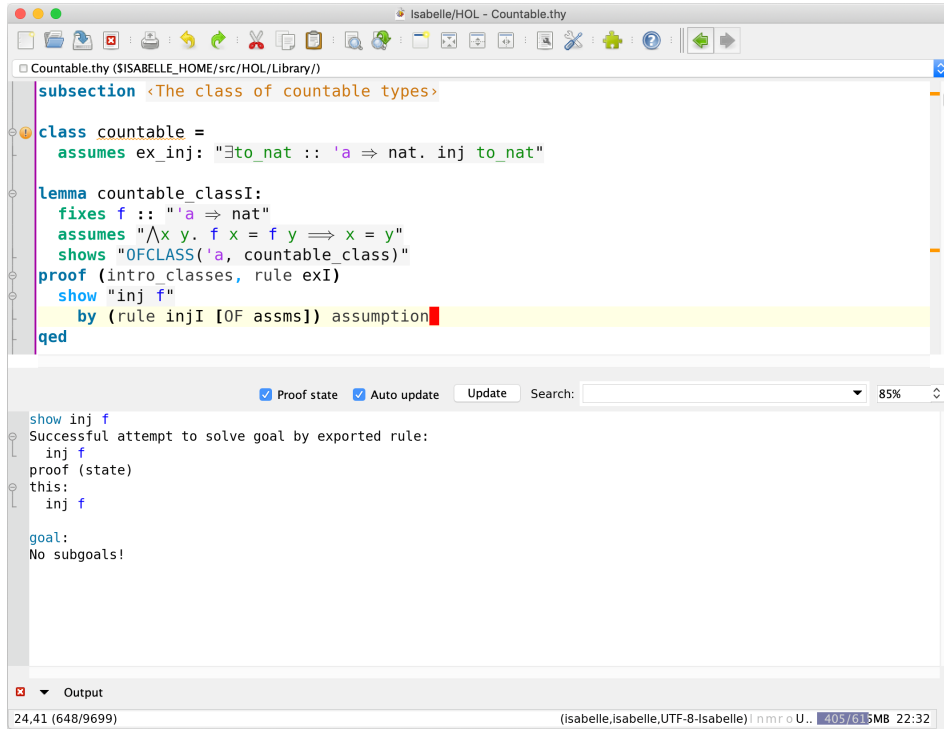 Isabelle/HOL - Countable.thy
Countable.thy ($ISABELLE_HOME/src/HOL/Library/)
subsection ‹The class of countable types›
class countable =
assumes ex_inj: "∃to_nat :: 'a ⇒ nat. inj to_nat"
lemma countable_classI:
fixes f :: "'a ⇒ nat"
assumes "⋀x y. f x = f y ⟹ x = y"
shows "OFCLASS('a, countable_class)"
proof (intro_classes, rule exI)
show "inj f"
by (rule injI [OF assms]) assumption
qed
Proof state Auto update Update Search: 85%
show inj f
Successful attempt to solve goal by exported rule:
inj f
proof (state)
this:
inj f
goal:
No subgoals!
Output
24,41 (648/9699) (isabelle,isabelle,UTF-8-Isabelle) n m r o U.. 405/615MB 22:32